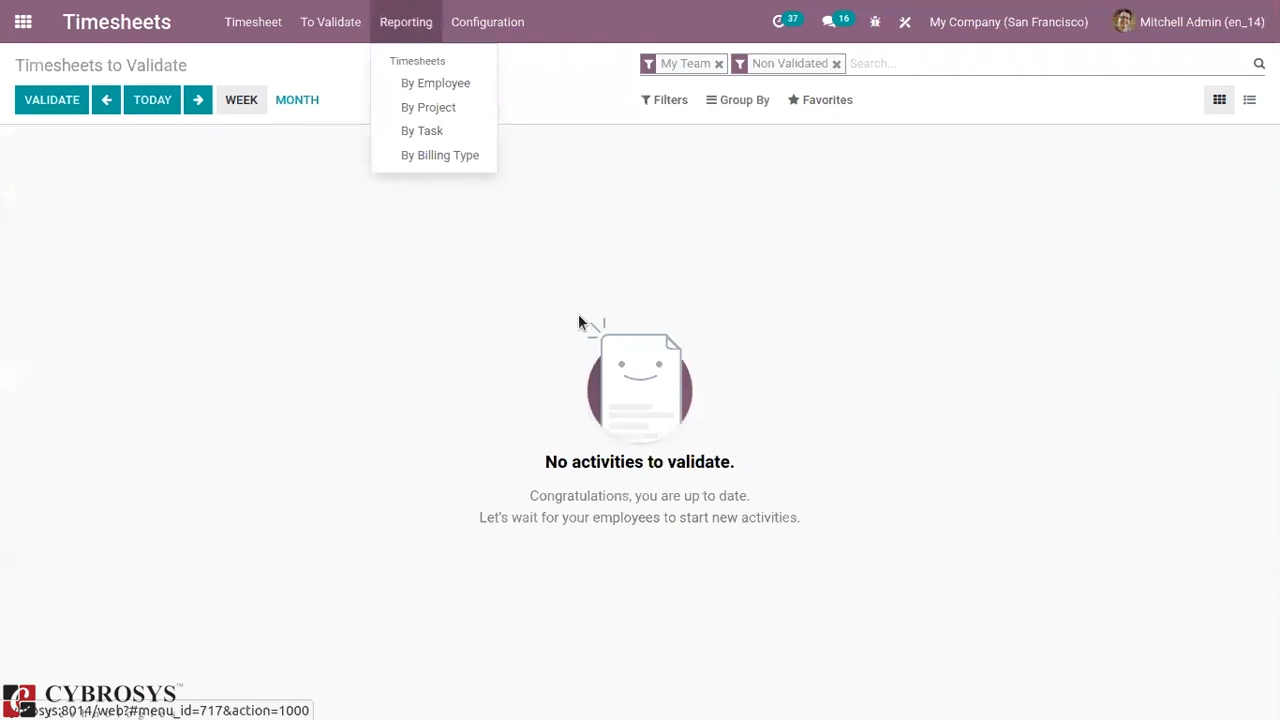 Timesheets Timesheet To Validate Reporting Configuration 37 16 My Company (San Francisco) Mitchell Admin (en_14)
Timesheets to Validate
My Team Non Validated Search...
VALIDATE TODAY WEEK MONTH
Filters Group By Favorites
Timesheets
By Employee
By Project
By Task
By Billing Type
No activities to validate.
Congratulations, you are up to date.
Let's wait for your employees to start new activities.
CYBROSYS™
osys:8014/web?#menu_id=717&action=1000